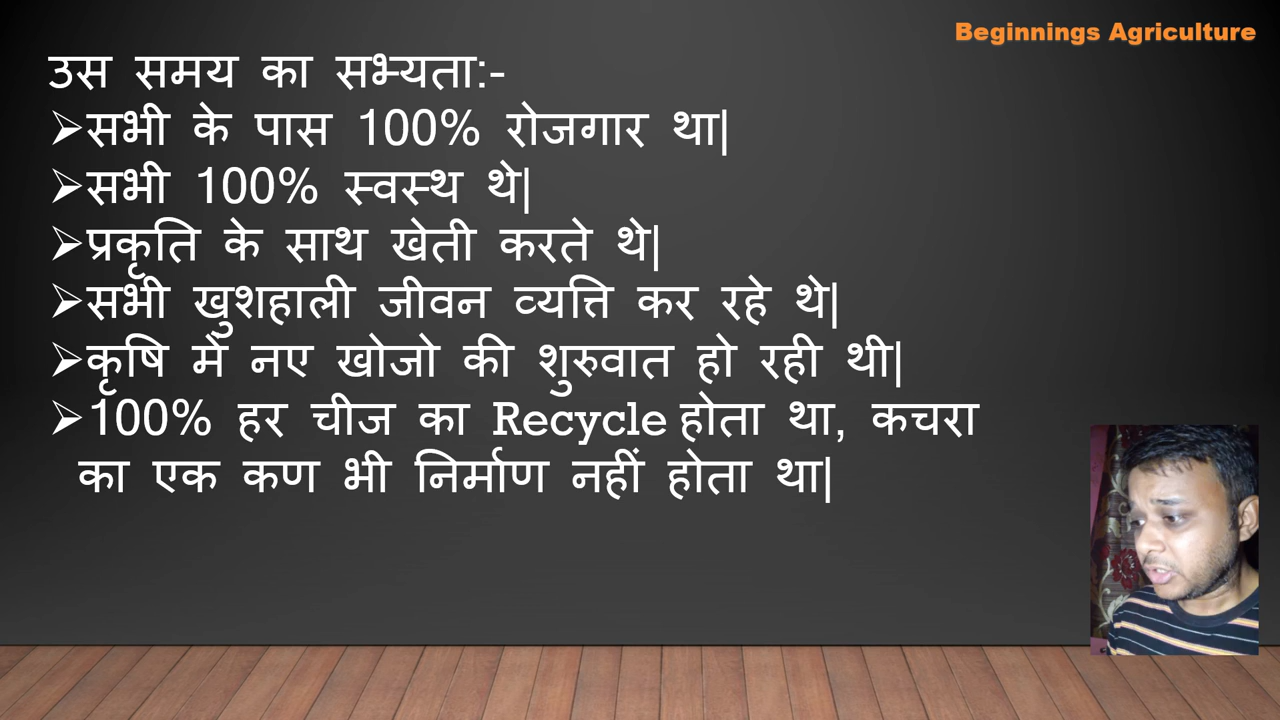 Beginnings Agriculture
उस समय का सभ्यता:-
➢सभी के पास 100% रोजगार था|
➢सभी 100% स्वस्थ थे|
➢प्रकृति के साथ खेती करते थे|
➢सभी खुशहाली जीवन व्यत्ति कर रहे थे|
➢कृषि में नए खोजो की शुरुवात हो रही थी|
➢100% हर चीज का Recycle होता था, कचरा
का एक कण भी निर्माण नहीं होता था|